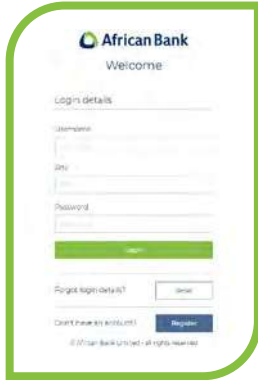 African Bank
Welcome
Login details
Username
Password
Login
Forgot login details?
Reset
Don't have an account?
Register
© African Bank Limited - all rights reserved